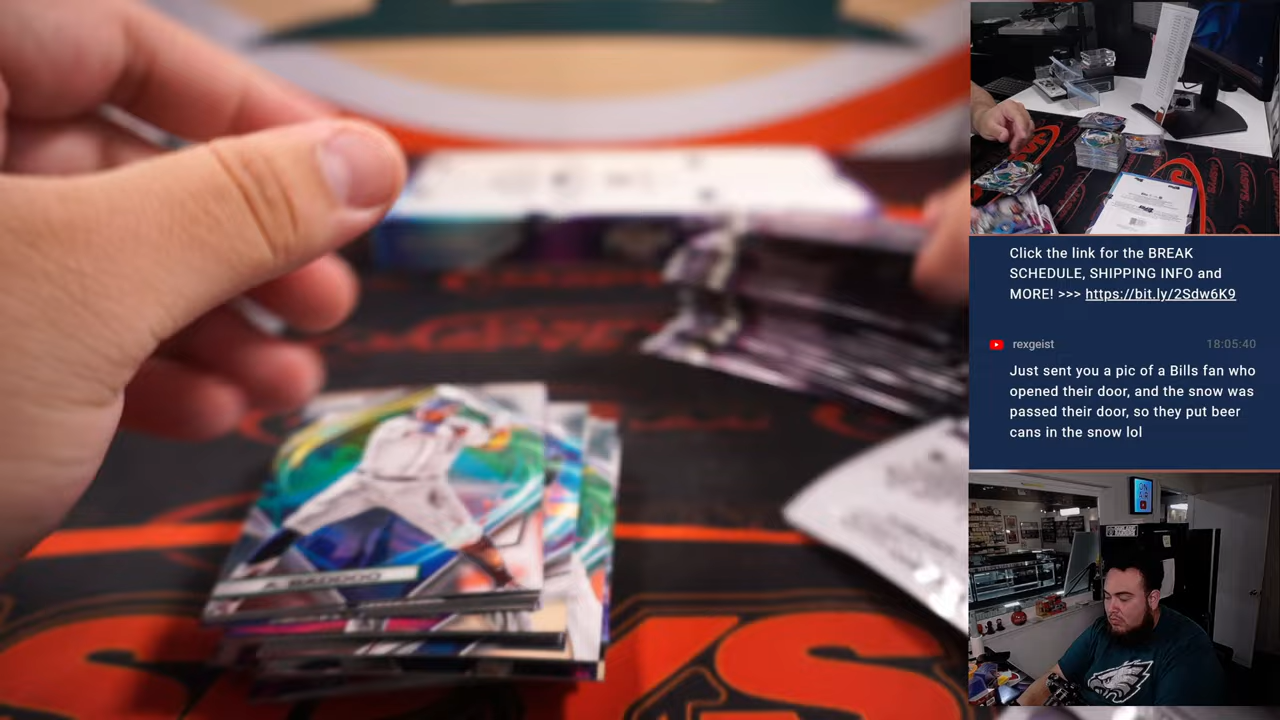 Click the link for the BREAK
SCHEDULE, SHIPPING INFO and
MORE! >>> https://bit.ly/2Sdw6K9
rexgeist
18:05:40
Just sent you a pic of a Bills fan who
opened their door, and the snow was
passed their door, so they put beer
cans in the snow lol
A. BADDOO